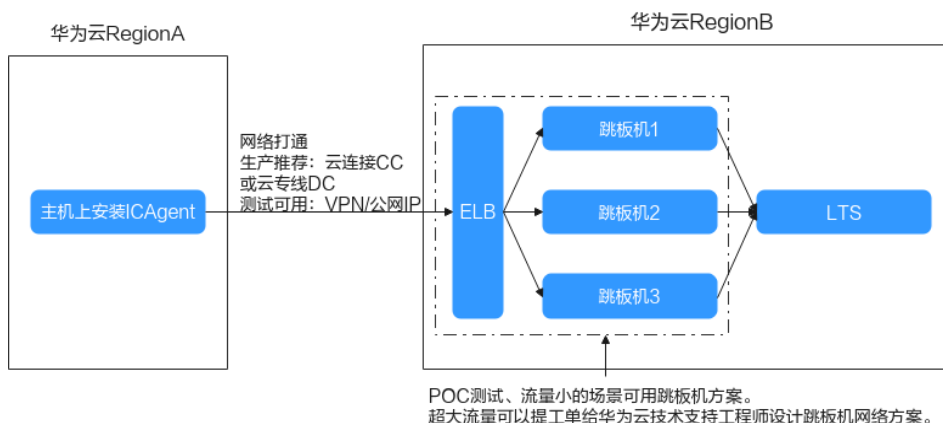 华为云RegionA
华为云RegionB
网络打通
生产推荐：云连接CC
或云专线DC
测试可用：VPN/公网IP
主机上安装ICAgent
ELB
跳板机1
跳板机2
跳板机3
LTS
POC测试、流量小的场景可用跳板机方案。
超大流量可以提工单给华为云技术支持工程师设计跳板机网络方案。